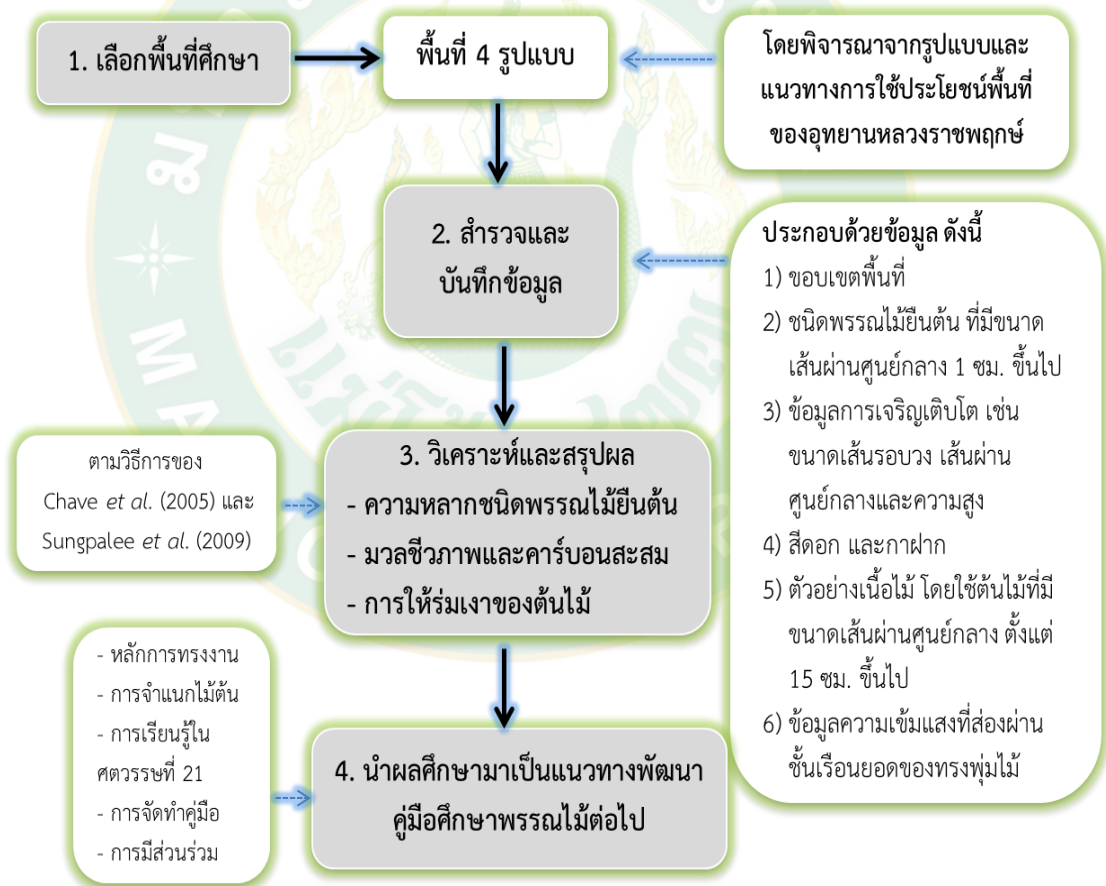 1. เลือกพื้นที่ศึกษา
พื้นที่ 4 รูปแบบ
โดยพิจารณาจากรูปแบบและ
แนวทางการใช้ประโยชน์พื้นที่
ของอุทยานหลวงราชพฤกษ์
2. สำรวจและ
บันทึกข้อมูล
ประกอบด้วยข้อมูล ดังนี้
1) ขอบเขตพื้นที่
2) ชนิดพรรณไม้ยืนต้น ที่มีขนาด
เส้นผ่านศูนย์กลาง 1 ซม. ขึ้นไป
3) ข้อมูลการเจริญเติบโต เช่น
ขนาดเส้นรอบวง เส้นผ่าน
ศูนย์กลางและความสูง
4) สีดอก และกาฝาก
5) ตัวอย่างเนื้อไม้ โดยใช้ต้นไม้ที่มี
ขนาดเส้นผ่านศูนย์กลาง ตั้งแต่
15 ซม. ขึ้นไป
6) ข้อมูลความเข้มแสงที่ส่องผ่าน
ชั้นเรือนยอดของทรงพุ่มไม้
ตามวิธีการของ
Chave et al. (2005) และ
Sungpalee et al. (2009)
3. วิเคราะห์และสรุปผล
- ความหลากชนิดพรรณไม้ยืนต้น
- มวลชีวภาพและคาร์บอนสะสม
- การให้ร่มเงาของต้นไม้
- หลักการทรงงาน
- การจำแนกไม้ต้น
- การเรียนรู้ใน
ศตวรรษที่ 21
- การจัดทำคู่มือ
- การมีส่วนร่วม
4. นำผลศึกษามาเป็นแนวทางพัฒนา
คู่มือศึกษาพรรณไม้ต่อไป